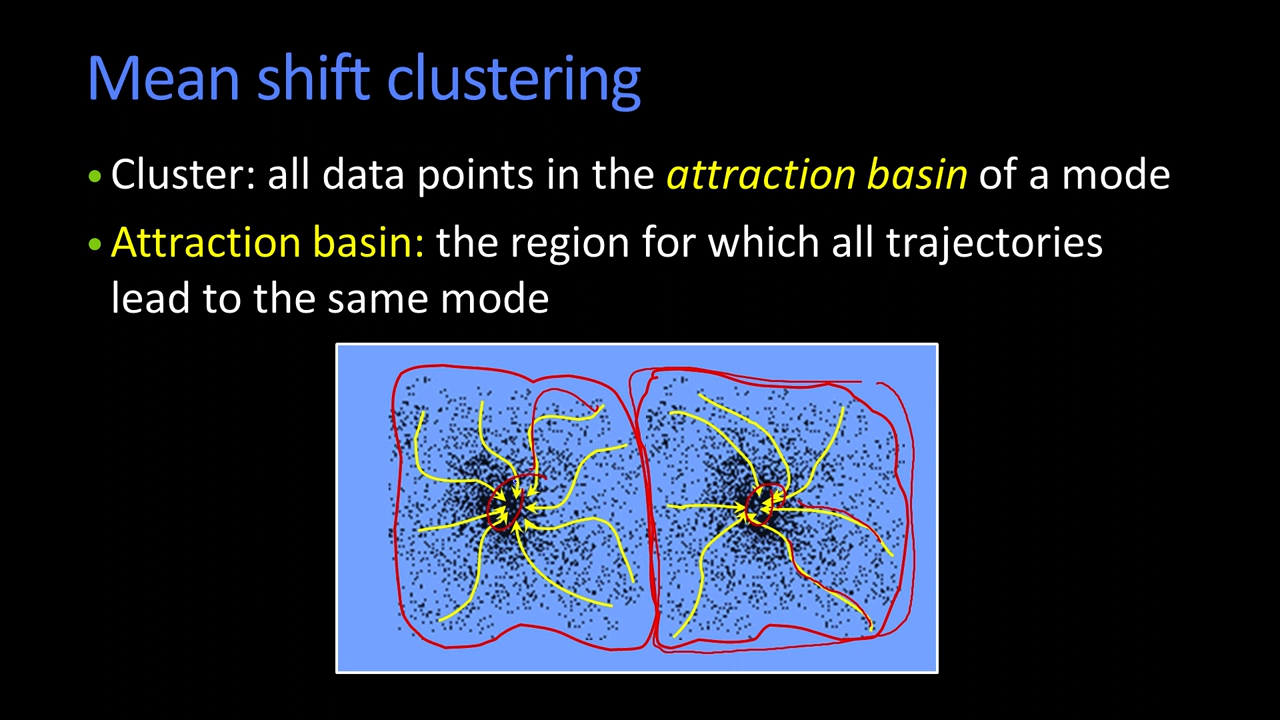 Mean shift clustering
• Cluster: all data points in the attraction basin of a mode
• Attraction basin: the region for which all trajectories
lead to the same mode